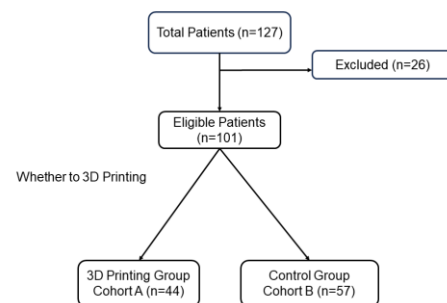 Total Patients (n=127)
Excluded (n=26)
Eligible Patients
(n=101)
Whether to 3D Printing
3D Printing Group
Cohort A (n=44)
Control Group
Cohort B (n=57)